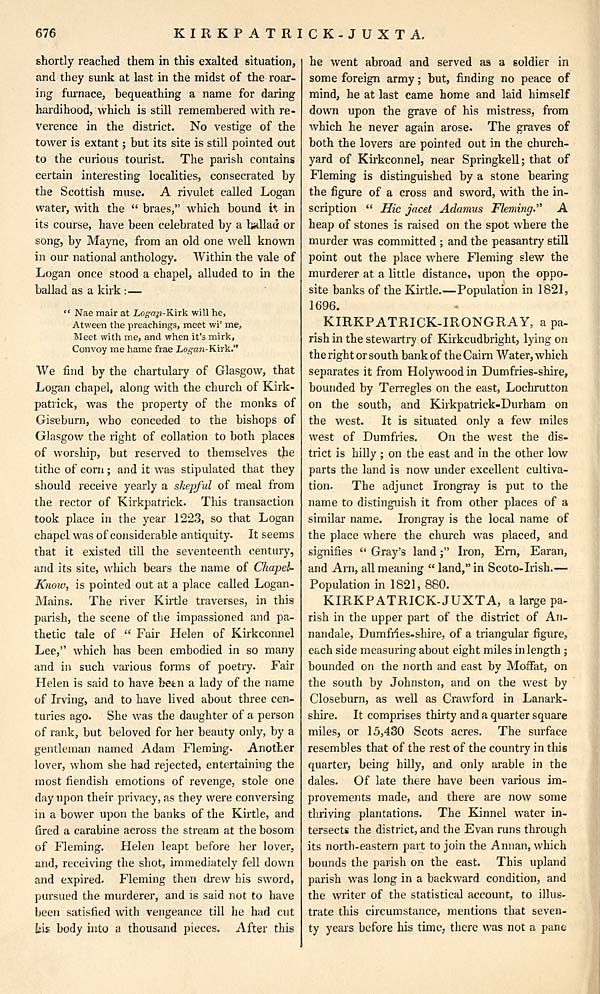 676
KIRKPATRICK-JUXTA.
shortly reached them in this exalted situation,
and they sunk at last in the midst of the roar-
ing furnace, bequeathing a name for daring
hardihood, which is still remembered with re-
verence in the district. No vestige of the
tower is extant; but its site is still pointed out
to the curious tourist. The parish contains
certain interesting localities, consecrated by
the Scottish muse. A rivulet called Logan
water, with the “ braes,” which bound it in
its course, have been celebrated by a ballad or
song, by Mayne, from an old one well known
in our national anthology. Within the vale of
Logan once stood a chapel, alluded to in the
ballad as a kirk :—
“ Nae mair at Logan-Kirk will he,
Atween the preachings, meet wi' me,
Meet with me, and when it's mirk,
Convoy me hame frae Logan-Kirk.”
We find by the chartulary of Glasgow, that
Logan chapel, along with the church of Kirk-
patrick, was the property of the monks of
Giseburn, who conceded to the bishops of
Glasgow the right of collation to both places
of worship, but reserved to themselves the
tithe of corn; and it was stipulated that they
should receive yearly a skepful of meal from
the rector of Kirkpatrick. This transaction
took place in the year 1223, so that Logan
chapel was of considerable antiquity. It seems
that it existed till the seventeenth century,
and its site, which bears the name of Chapel-
Know, is pointed out at a place called Logan-
Mains. The river Kirtle traverses, in this
parish, the scene of the impassioned and pa-
thetic tale of “ Fair Helen of Kirkconnel
Lee,” which has been embodied in so many
and in such various forms of poetry. Fair
Helen is said to have been a lady of the name
of Irving, and to have lived about three cen-
turies ago. She was the daughter of a person
of rank, but beloved for her beauty only, by a
gentleman named Adam Fleming. Another
lover, whom she had rejected, entertaining the
most fiendish emotions of revenge, stole one
day upon their privacy, as they were conversing
in a bower upon the banks of the Kirtle, and
fired a carabine across the stream at the bosom
of Fleming. Helen leapt before her lover,
and, receiving the shot, immediately fell down
and expired. Fleming then drew his sword,
pursued the murderer, and is said not to have
been satisfied with vengeance till he had cut
his body into a thousand pieces. After this
he went abroad and served as a soldier in
some foreign army; but, finding no peace of
mind, he at last came home and laid himself
down upon the grave of his mistress, from
which he never again arose. The graves of
both the lovers are pointed out in the church-
yard of Kirkconnel, near Springkell; that of
Fleming is distinguished by a stone bearing
the figure of a cross and sword, with the in-
scription “ Hic jacet Adamus Fleming.” A
heap of stones is raised on the spot where the
murder was committed ; and the peasantry still
point out the place where Fleming slew the
murderer at a little distance, upon the oppo-
site banks of the Kirtle.—Population in 1821,
1696.
KIRKPATRICK-IRONGRAY, a pa-
rish in the stewartry of Kirkcudbright, lying on
the right or south bank of the Cairn Water, which
separates it from Holywood in Dumfries-shire,
bounded by Terregles on the east, Lochrutton
on the south, and Kirkpatrick-Durham on
the west. It is situated only a few miles
west of Dumfries. On the west the dis-
trict is hilly ; on the east and in the other low
parts the land is now under excellent cultiva-
tion. The adjunct Irongray is put to the
name to distinguish it from other places of a
similar name. Irongray is the local name of
the place where the church was placed, and
signifies “ Gray's land ;” Iron, Ern, Earan,
and Arn, all meaning “ land,” in Scoto-Irish.—
Population in 1821, 880.
KIRKPATRICK-JUXTA, a large pa-
rish in the upper part of the district of An-
nandale, Dumfries-shire, of a triangular figure,
each side measuring about eight miles in length ;
bounded on the north and east by Moffat, on
the south by Johnston, and on the west by
Closeburn, as well as Crawford in Lanark-
shire. It comprises thirty and a quarter square
miles, or 15,430 Scots acres. The surface
resembles that of the rest of the country in this
quarter, being hilly, and only arable in the
dales. Of late there have been various im-
provements made, and there are now some
thriving plantations. The Kinnel water in-
tersects the district, and the Evan runs through
its north-eastern part to join the Annan, which
bounds the parish on the east. This upland
parish was long in a backward condition, and
the writer of the statistical account, to illus-
trate this circumstance, mentions that seven-
ty years before his time, there was not a pane